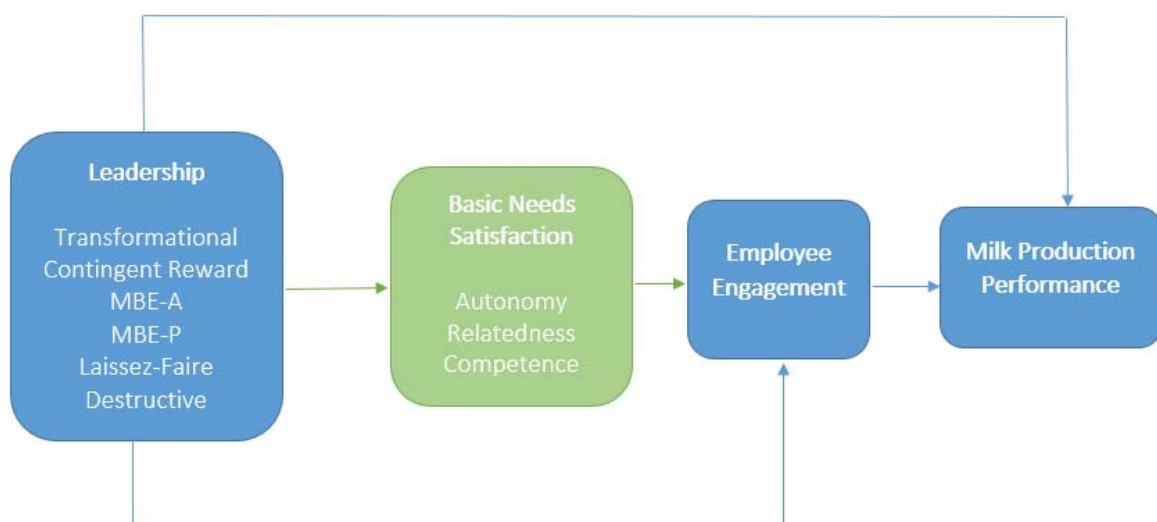 Leadership
Transformational
Contingent Reward
MBE-A
MBE-P
Laissez-Faire
Destructive
Basic Needs
Satisfaction
Autonomy
Relatedness
Competence
Employee
Engagement
Milk Production
Performance